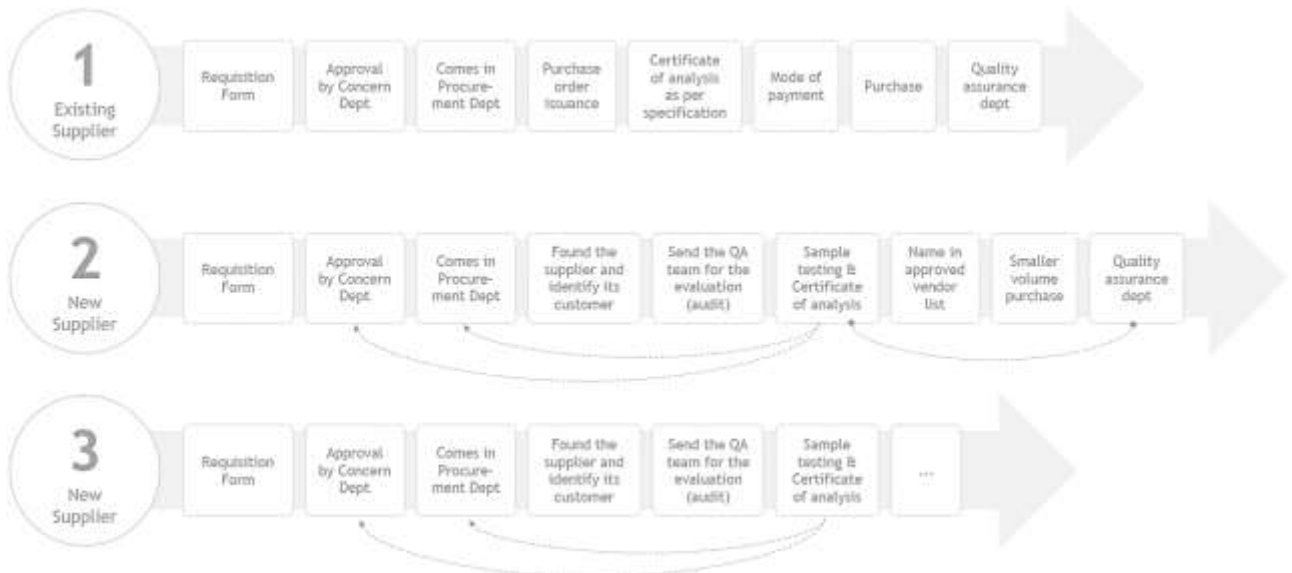 1
Existing
Supplier
Requisition
Form
Approval
by Concern
Dept.
Comes in
Procure-
ment Dept
Purchase
order
issuance
Certificate
of analysis
as per
specification
Mode of
payment
Purchase
Quality
assurance
dept
2
New
Supplier
Requisition
Form
Approval
by Concern
Dept.
Comes in
Procure-
ment Dept
Found the
supplier and
identify its
customer
Send the QA
team for the
evaluation
(audit)
Sample
testing &
Certificate
of analysis
Name in
approved
vendor
list
Smaller
volume
purchase
Quality
assurance
dept
3
New
Supplier
Requisition
Form
Approval
by Concern
Dept.
Comes in
Procure-
ment Dept
Found the
supplier and
identify its
customer
Send the QA
team for the
evaluation
(audit)
Sample
testing &
Certificate
of analysis
...